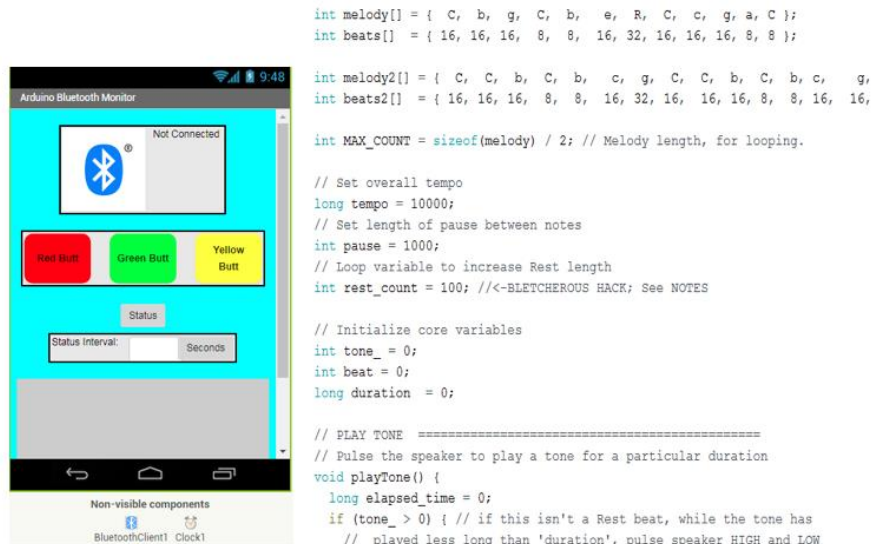 9:48
Arduino Bluetooth Monitor
Not Connected
®
Red Butt
Green Butt
Yellow
Butt
Status
Status Interval:
Seconds
Non-visible components
BluetoothClient1 Clock1
int melody[] = { C, b, g, C, b, e, R, C, c, g, a, C };
int beats[] = { 16, 16, 16, 8, 8, 16, 32, 16, 16, 16, 8, 8 };
int melody2[] = { C, C, b, C, b, c, g, C, C, b, C, b, c, g,
int beats2[] = { 16, 16, 16, 8, 8, 16, 32, 16, 16, 16, 8, 8, 16, 16,
int MAX_COUNT = sizeof(melody) / 2; // Melody length, for looping.
// Set overall tempo
long tempo = 10000;
// Set length of pause between notes
int pause = 1000;
// Loop variable to increase Rest length
int rest_count = 100; //<-BLETCHEROUS HACK; See NOTES
// Initialize core variables
int tone_ = 0;
int beat = 0;
long duration = 0;
// PLAY TONE ==============================================
// Pulse the speaker to play a tone for a particular duration
void playTone() {
long elapsed_time = 0;
if (tone_ > 0) { // if this isn't a Rest beat, while the tone has
// played less long than 'duration', pulse speaker HIGH and LOW